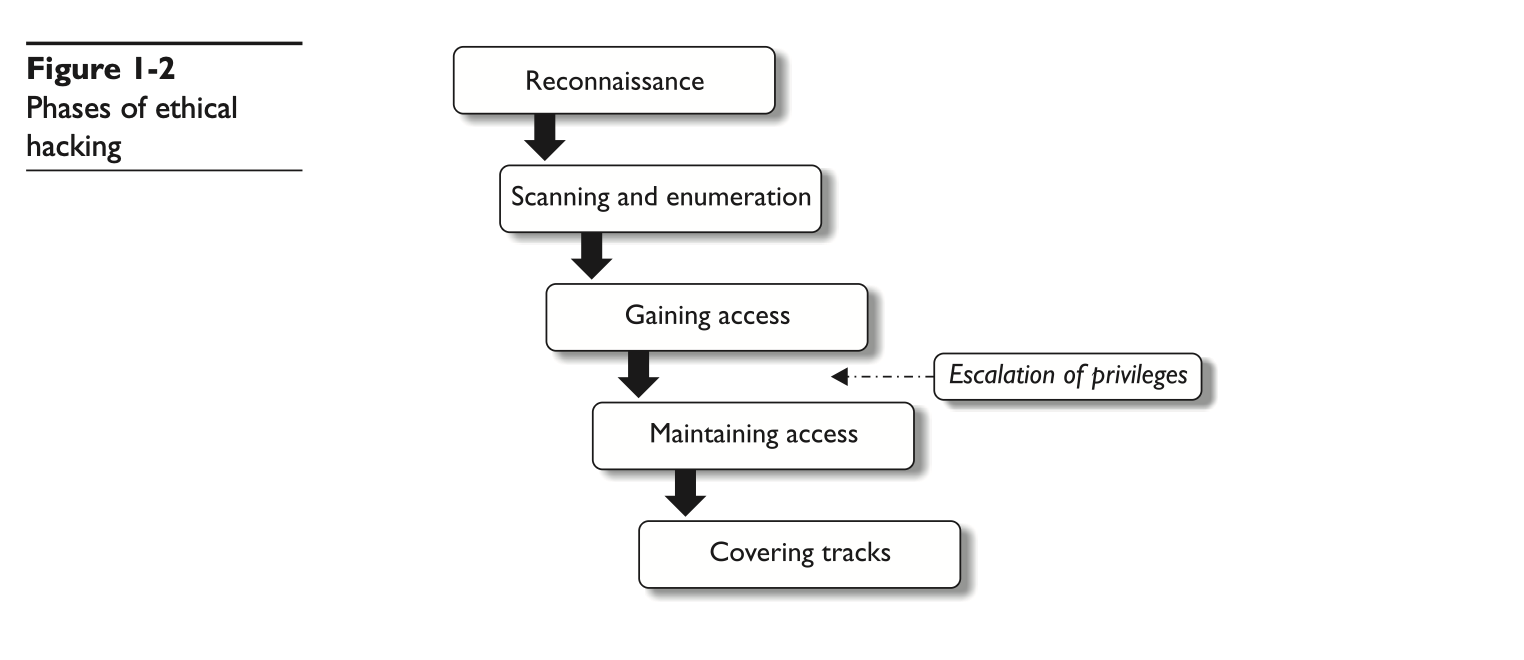 Figure 1-2
Phases of ethical
hacking
Reconnaissance
Scanning and enumeration
Gaining access
Escalation of privileges
Maintaining access
Covering tracks